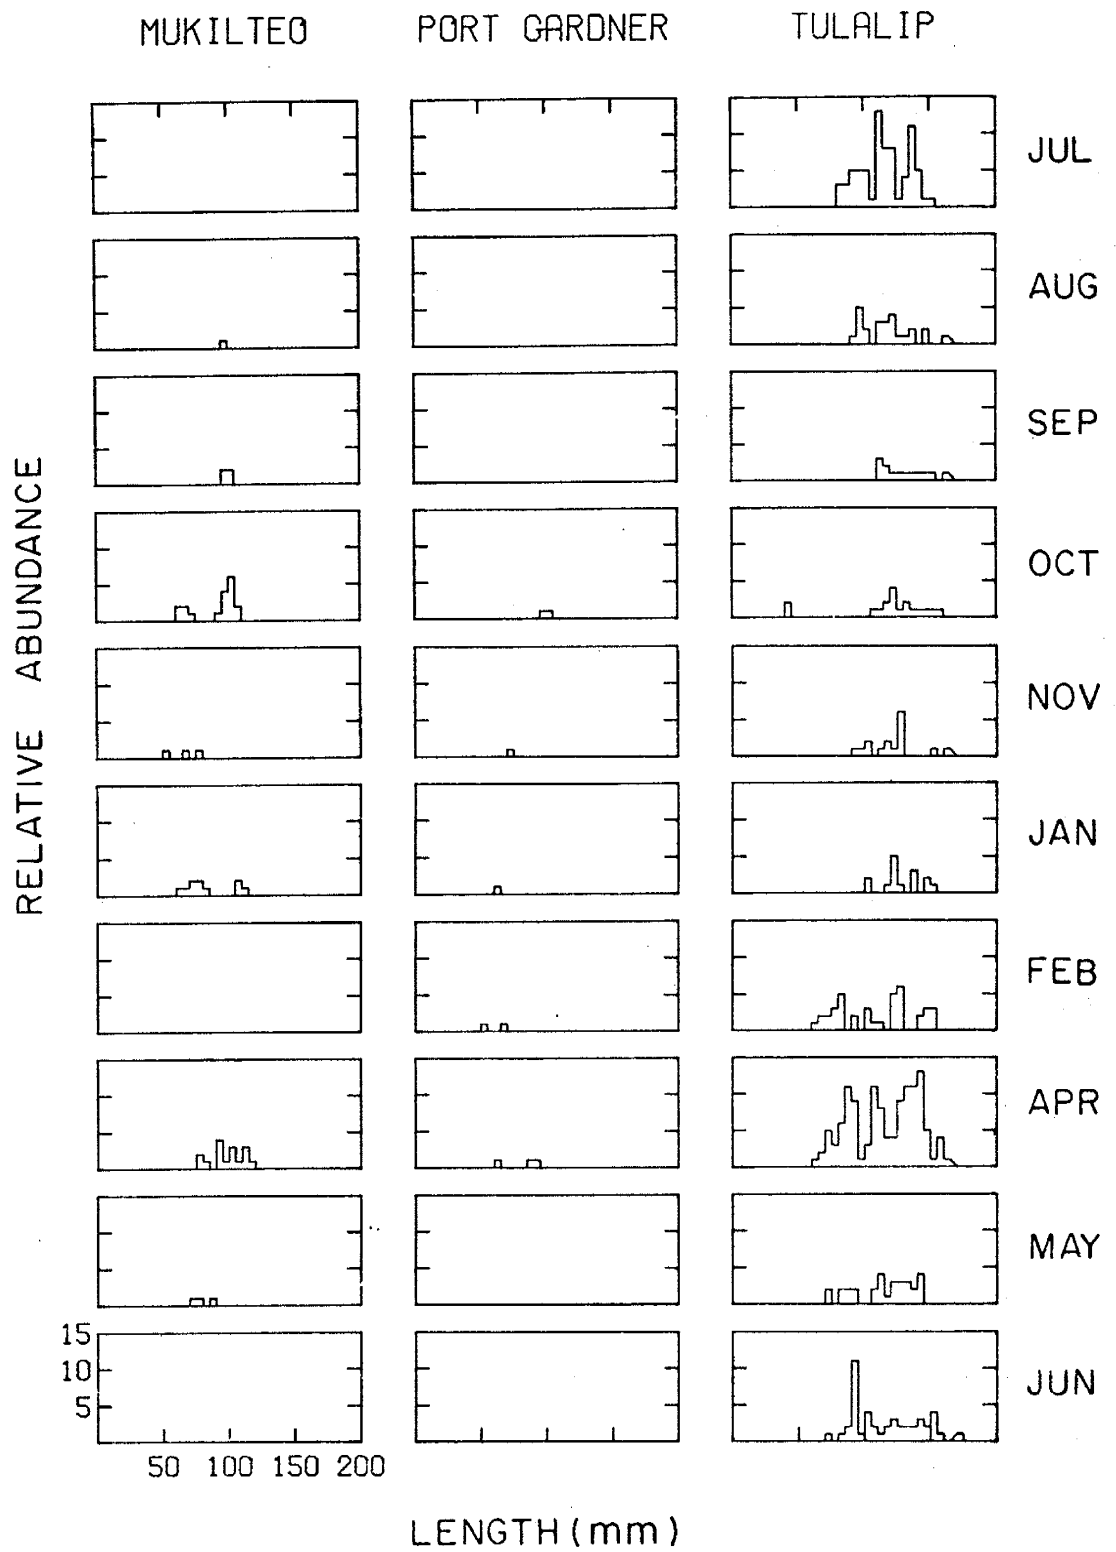 MUKILTEO PORT GARDNER TULALIP
JUL
AUG
SEP
OCT
NOV
JAN
FEB
APR
MAY
JUN
RELATIVE ABUNDANCE
15
10
5
50 100 150 200
LENGTH (mm)